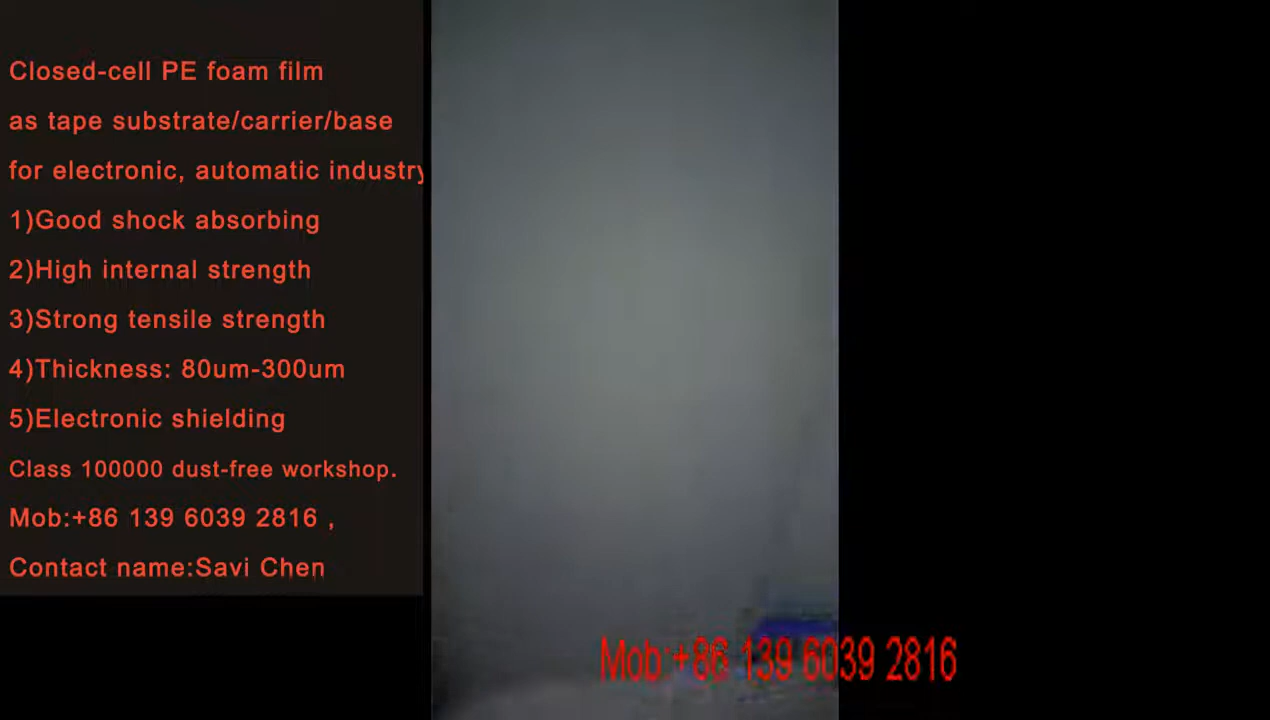 Closed-cell PE foam film
as tape substrate/carrier/base
for electronic, automatic industry
1)Good shock absorbing
2)High internal strength
3)Strong tensile strength
4)Thickness: 80um-300um
5)Electronic shielding
Class 100000 dust-free workshop.
Mob:+86 139 6039 2816 ,
Contact name:Savi Chen
Mob:+86 139 6039 2816